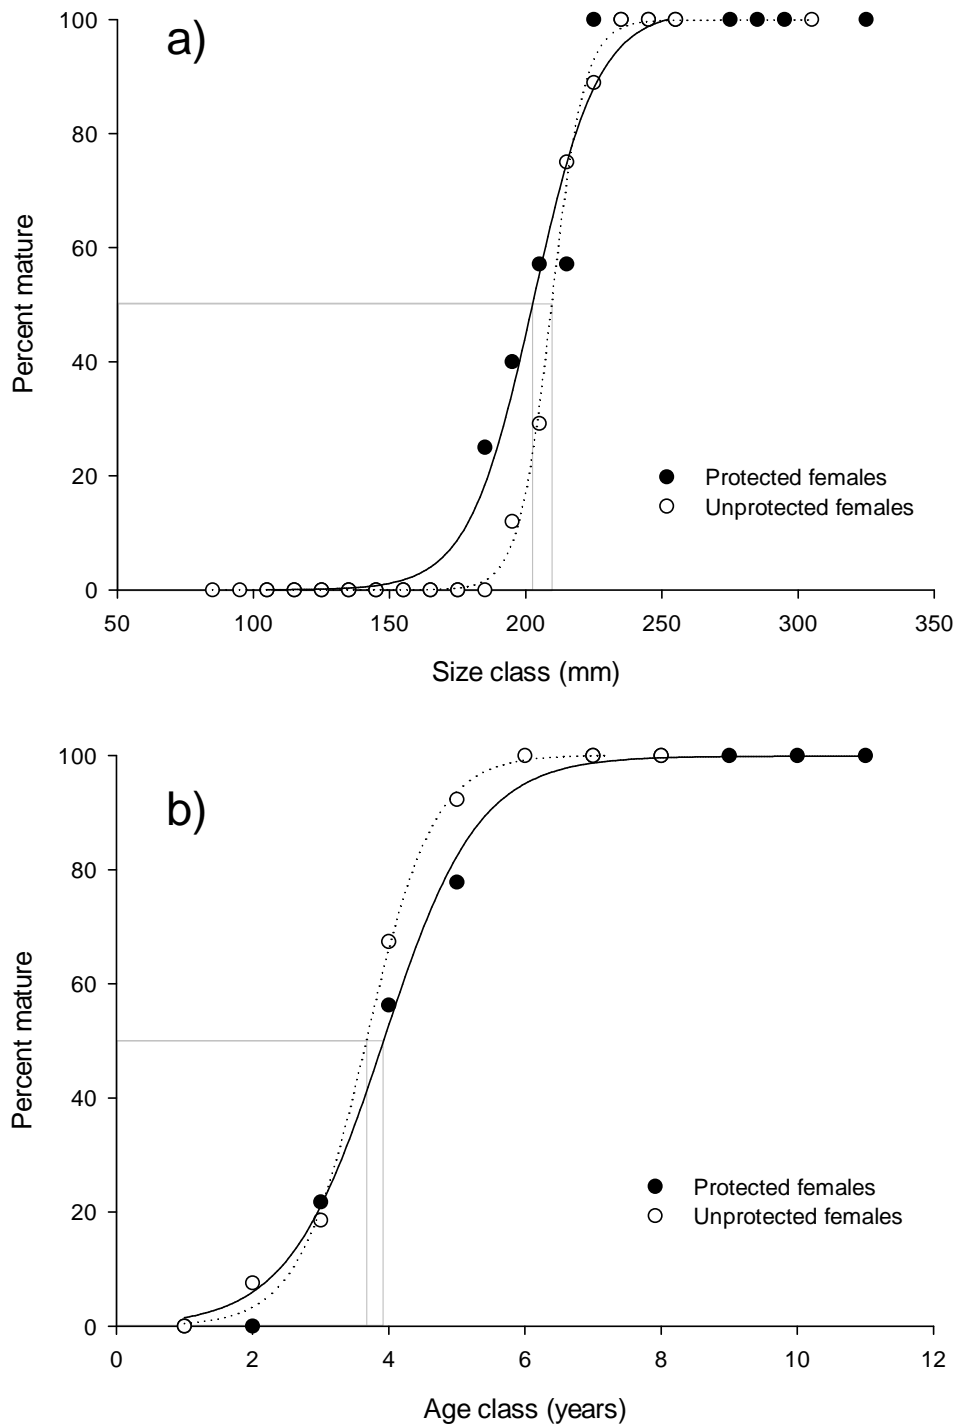 a)
100
80
60
40
20
0
Percent mature
Protected females
Unprotected females
50 100 150 200 250 300 350
Size class (mm)
b)
100
80
60
40
20
0
Percent mature
Protected females
Unprotected females
0 2 4 6 8 10 12
Age class (years)